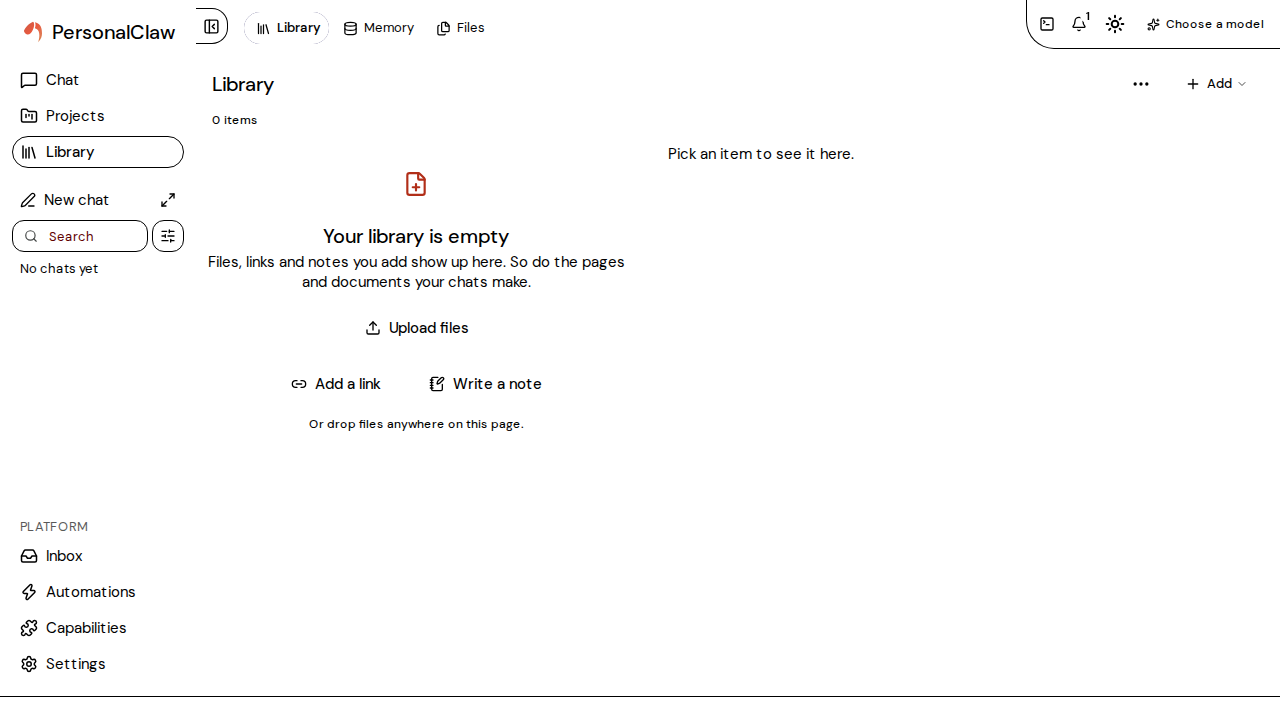 PersonalClaw
Library
Memory
Files
1
Choose a model
Chat
Projects
Library
New chat
Search
No chats yet
PLATFORM
Inbox
Automations
Capabilities
Settings
Library
Add
0 items
Your library is empty
Files, links and notes you add show up here. So do the pages
and documents your chats make.
Upload files
Add a link
Write a note
Or drop files anywhere on this page.
Pick an item to see it here.